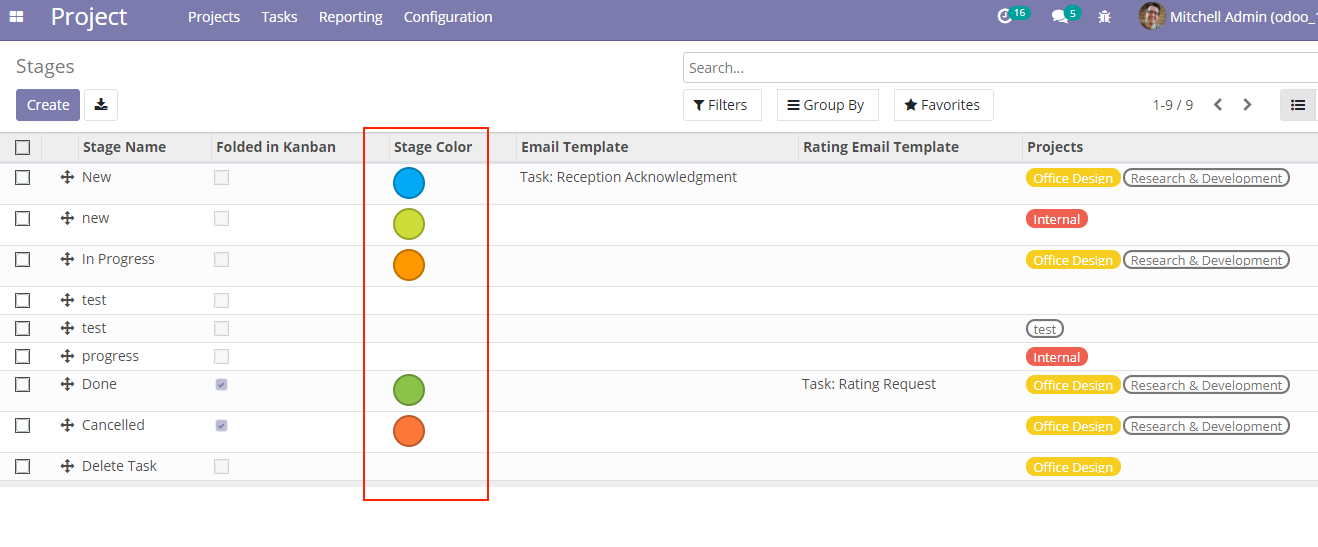 Project Projects Tasks Reporting Configuration 16 5 Mitchell Admin (odoo_1
Stages
Search...
Create Filters Group By Favorites 1-9 / 9
Stage Name Folded in Kanban Stage Color Email Template Rating Email Template Projects
New Task: Reception Acknowledgment Office Design Research & Development
new Internal
In Progress Office Design Research & Development
test
test test
progress Internal
Done Task: Rating Request Office Design Research & Development
Cancelled Office Design Research & Development
Delete Task Office Design